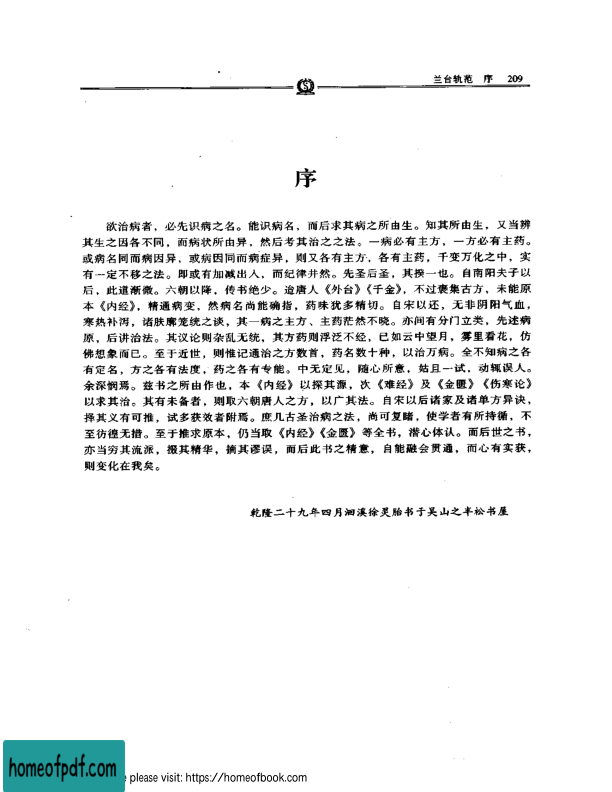 兰台轨范 序 209
序
欲治病者，必先识病之名。能识病名，而后求其病之所由生。知其所由生，又当辨
其生之因各不同，而病状所由异，然后考其治之之法。一病必有主方，一方必有主药。
或病名同而病因异，或病因同而病症异，则又各有主方，各有主药，千变万化之中，实
有一定不移之法。即或有加减出入，而纪律井然。先圣后圣，其揆一也。自南阳夫子以
后，此道渐微。六朝以降，传书绝少。迨唐人《外台》《千金》，不过裒集古方，未能原
本《内经》，精通病变，然病名尚能确指，药味犹多精切。自宋以还，无非阴阳气血，
寒热补泻，诸肤廓笼统之谈，其一病之主方、主药茫然不晓。亦间有分门立类，先述病
原，后讲治法。其议论则杂乱无统，其方药则浮泛不经，已如云中望月，雾里看花，仿
佛想象而已。至于近世，则惟记通治之方数首，药名数十种，以治万病。全不知病之各
有定名，方之各有法度，药之各有专能。中无定见，随心所意，姑且一试，动辄误人。
余深悯焉。兹书之所由作也，本《内经》以探其源，次《难经》及《金匮》《伤寒论》
以求其治。其有未备者，则取六朝唐人之方，以广其法。自宋以后诸家及诸单方异诀，
择其义有可推，试多获效者附焉。庶几古圣治病之法，尚可复睹，使学者有所持循，不
至彷徨无措。至于推求原本，仍当取《内经》《金匮》等全书，潜心体认。而后世之书，
亦当穷其流派，掇其精华，摘其谬误，而后此书之精意，自能融会贯通，而心有实获，
则变化在我矣。
乾隆二十九年四月洄溪徐灵胎书于吴山之半松书屋
homeofpdf.com
e please visit: https://homeofbook.com